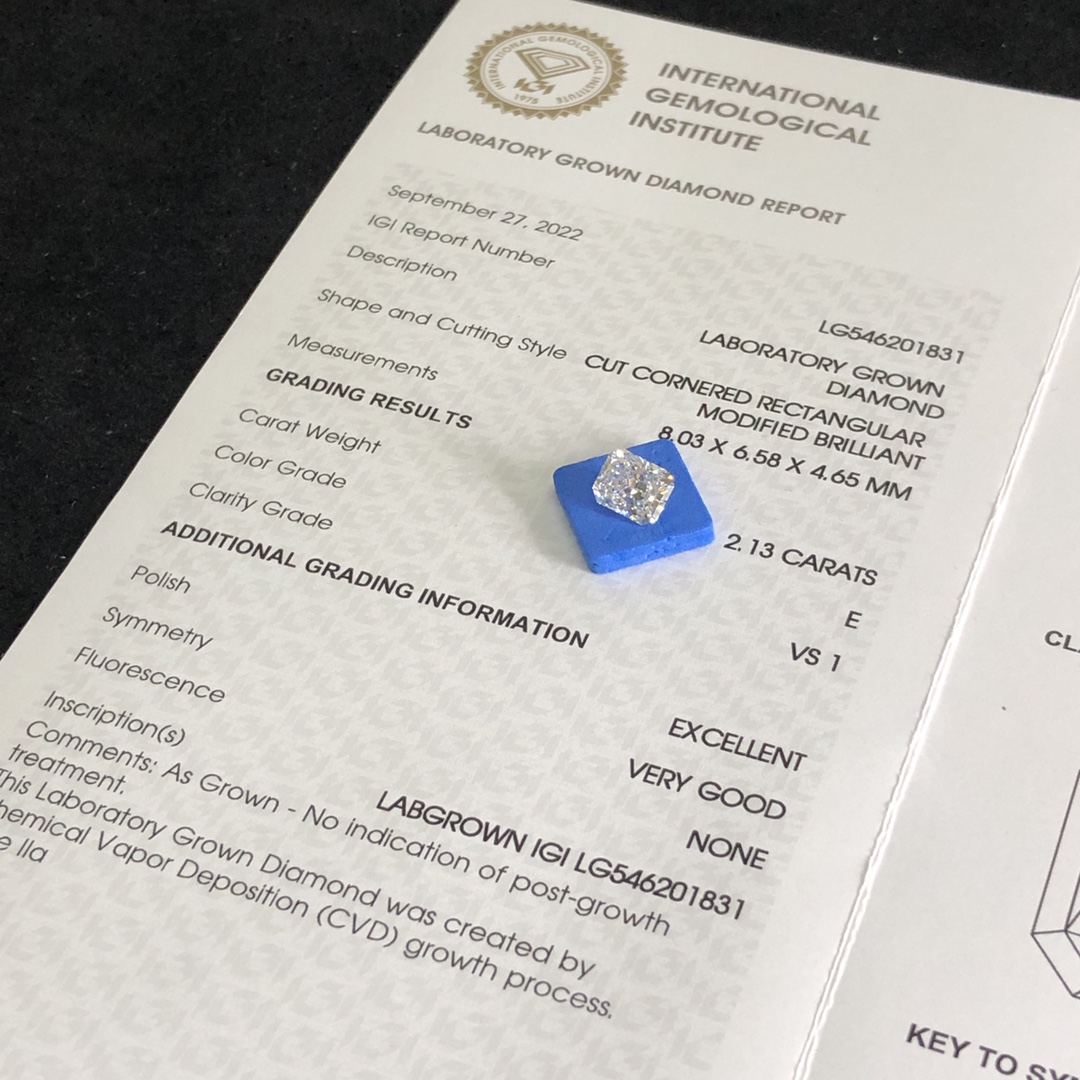 INTERNATIONAL GEMOLOGICAL INSTITUTE
IGI
1975
INTERNATIONAL
GEMOLOGICAL
INSTITUTE
LABORATORY GROWN DIAMOND REPORT
September 27, 2022
IGI Report Number LG546201831
Description LABORATORY GROWN
DIAMOND
Shape and Cutting Style CUT CORNERED RECTANGULAR
MODIFIED BRILLIANT
Measurements 8.03 X 6.58 X 4.65 MM
GRADING RESULTS
Carat Weight 2.13 CARATS
Color Grade E
Clarity Grade VS 1
ADDITIONAL GRADING INFORMATION
Polish EXCELLENT
Symmetry VERY GOOD
Fluorescence NONE
Inscription(s) LABGROWN IGI LG546201831
Comments: As Grown - No indication of post-growth
treatment.
This Laboratory Grown Diamond was created by
hemical Vapor Deposition (CVD) growth process.
e IIa
CL
KEY TO SY